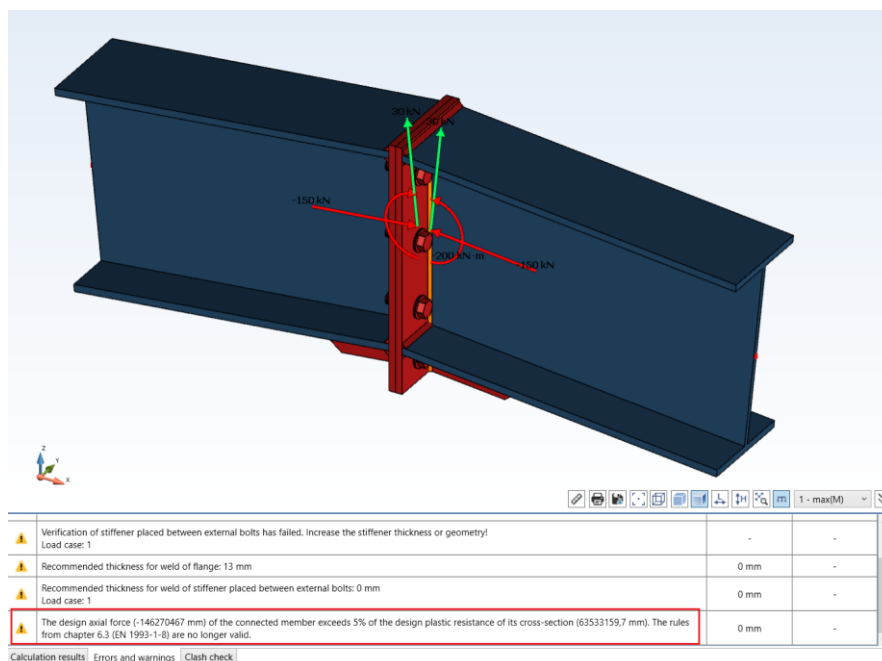 30 kN
30 kN
-150 kN
-200 kN·m
-150 kN
z
Y
x
1 - max(M)
Verification of stiffener placed between external bolts has failed. Increase the stiffener thickness or geometry!
Load case: 1
-
-
Recommended thickness for weld of flange: 13 mm
0 mm
-
Recommended thickness for weld of stiffener placed between external bolts: 0 mm
Load case: 1
0 mm
-
The design axial force (-146270467 mm) of the connected member exceeds 5% of the design plastic resistance of its cross-section (63533159,7 mm). The rules
from chapter 6.3 (EN 1993-1-8) are no longer valid.
0 mm
-
Calculation results Errors and warnings Clash check